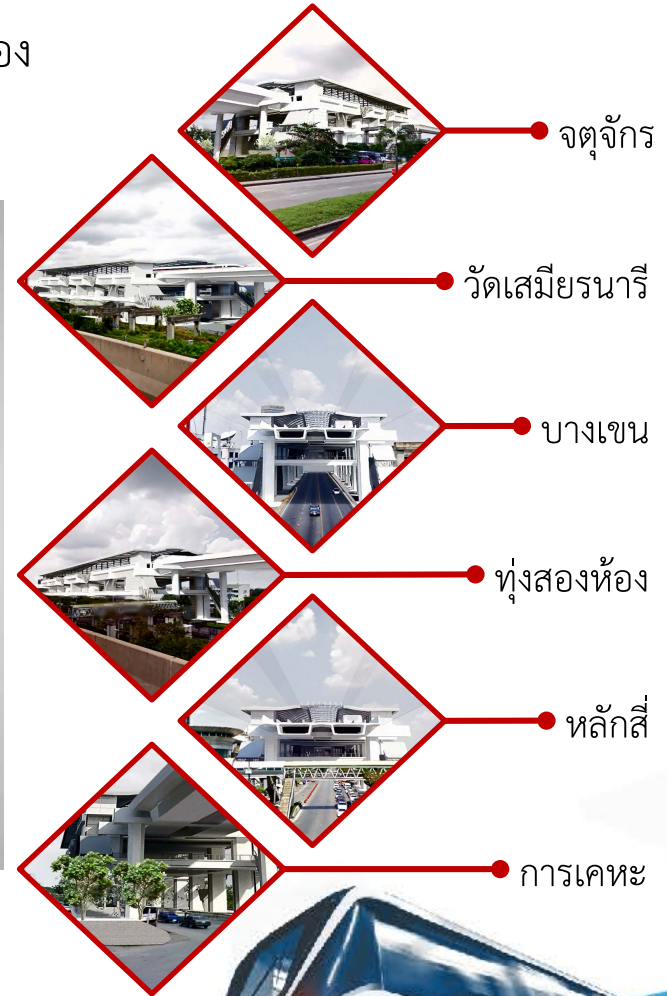 จตุจักร
วัดเสมียรนารี
บางเขน
ทุ่งสองห้อง
หลักสี่
การเคหะ